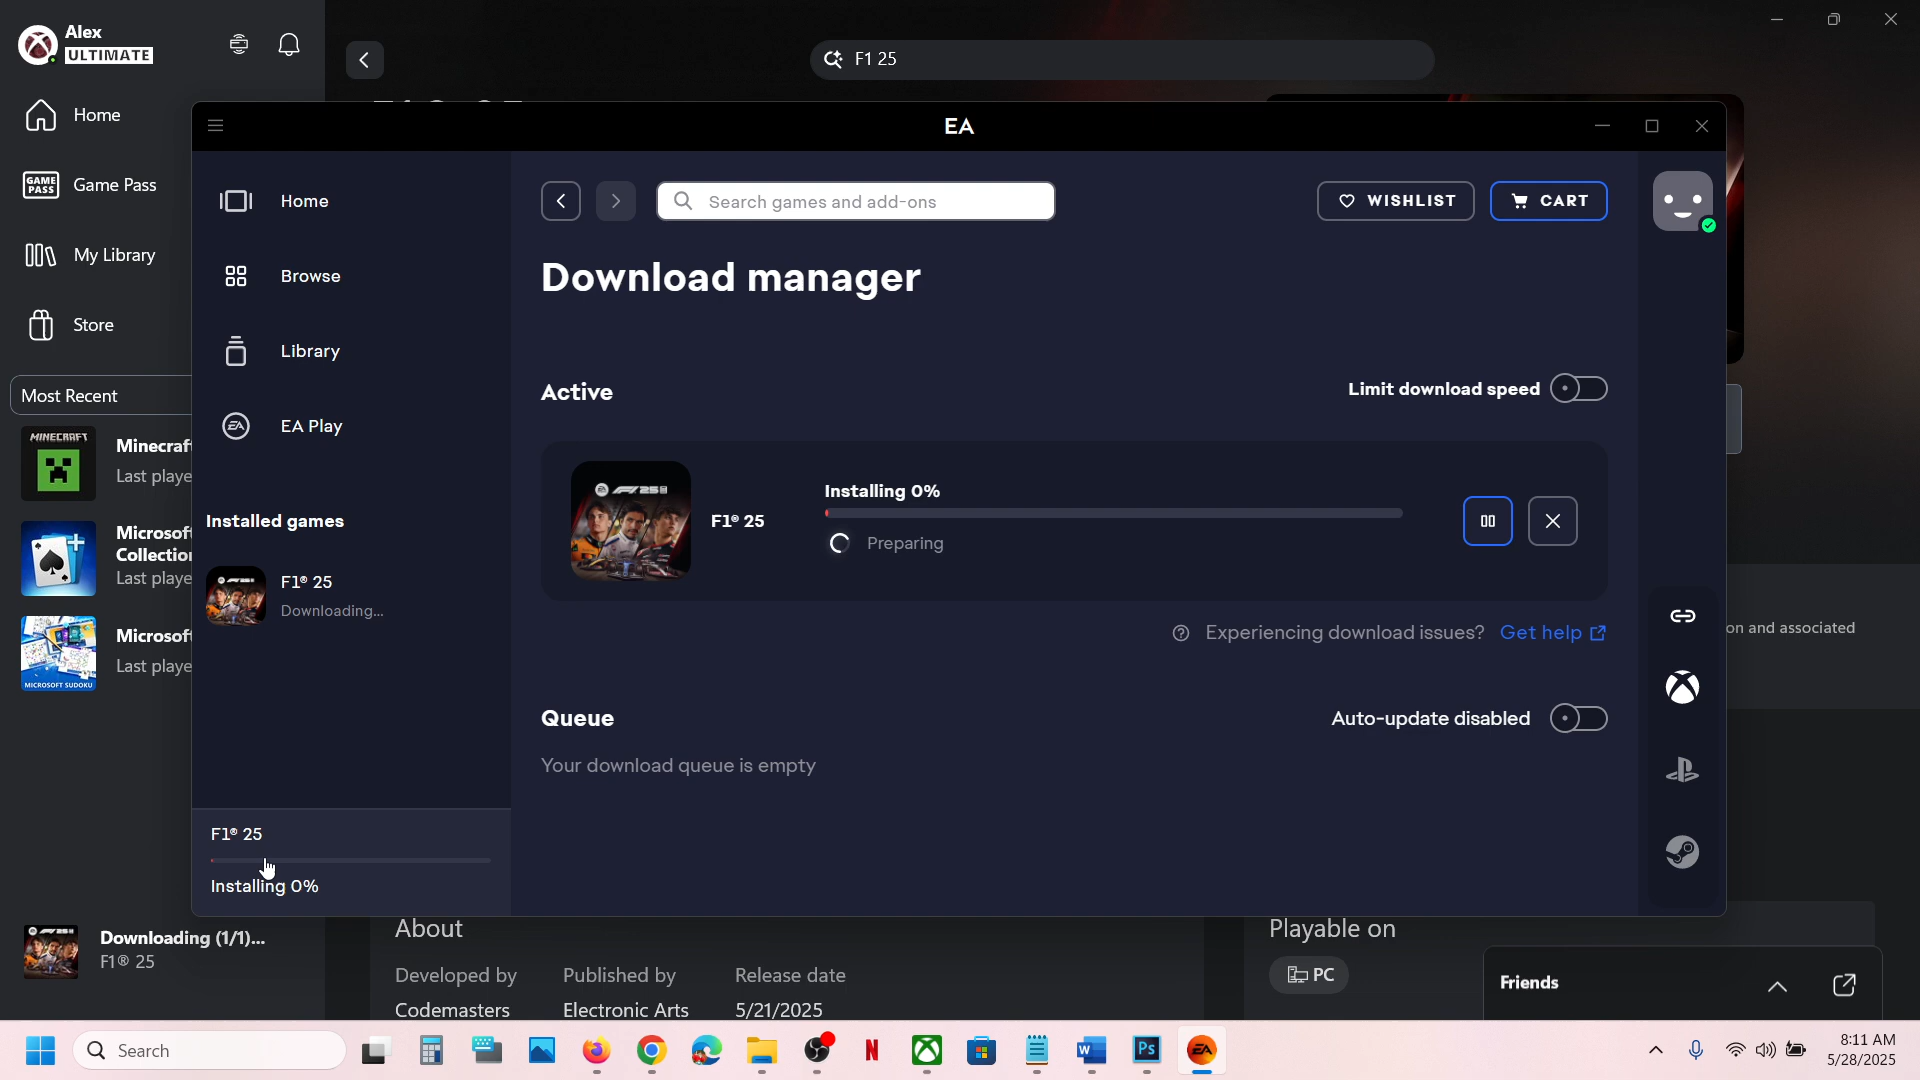 Alex
ULTIMATE
F1 25
Home
GAME PASS
Game Pass
My Library
Store
Most Recent
MINECRAFT
Minecraf
Last playe
Microsof
Collectio
Last playe
MICROSOFT SUDOKU
Microsof
Last playe
Downloading (1/1)...
F1® 25
EA
Home
Browse
Library
EA Play
Installed games
F1® 25
Downloading...
F1® 25
Installing 0%
Search games and add-ons
WISHLIST
CART
Download manager
Active
Limit download speed
F1® 25
Installing 0%
Preparing
Experiencing download issues? Get help
Queue
Auto-update disabled
Your download queue is empty
on and associated
About
Developed by
Codemasters
Published by
Electronic Arts
Release date
5/21/2025
Playable on
PC
Friends
Search
8:11 AM
5/28/2025